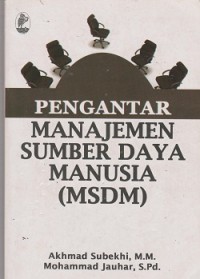 PENGANTAR
MANAJEMEN
SUMBER DAYA
MANUSIA
(MSDM)
Akhmad Subekhi, M.M.
Mohammad Jauhar, S.Pd.